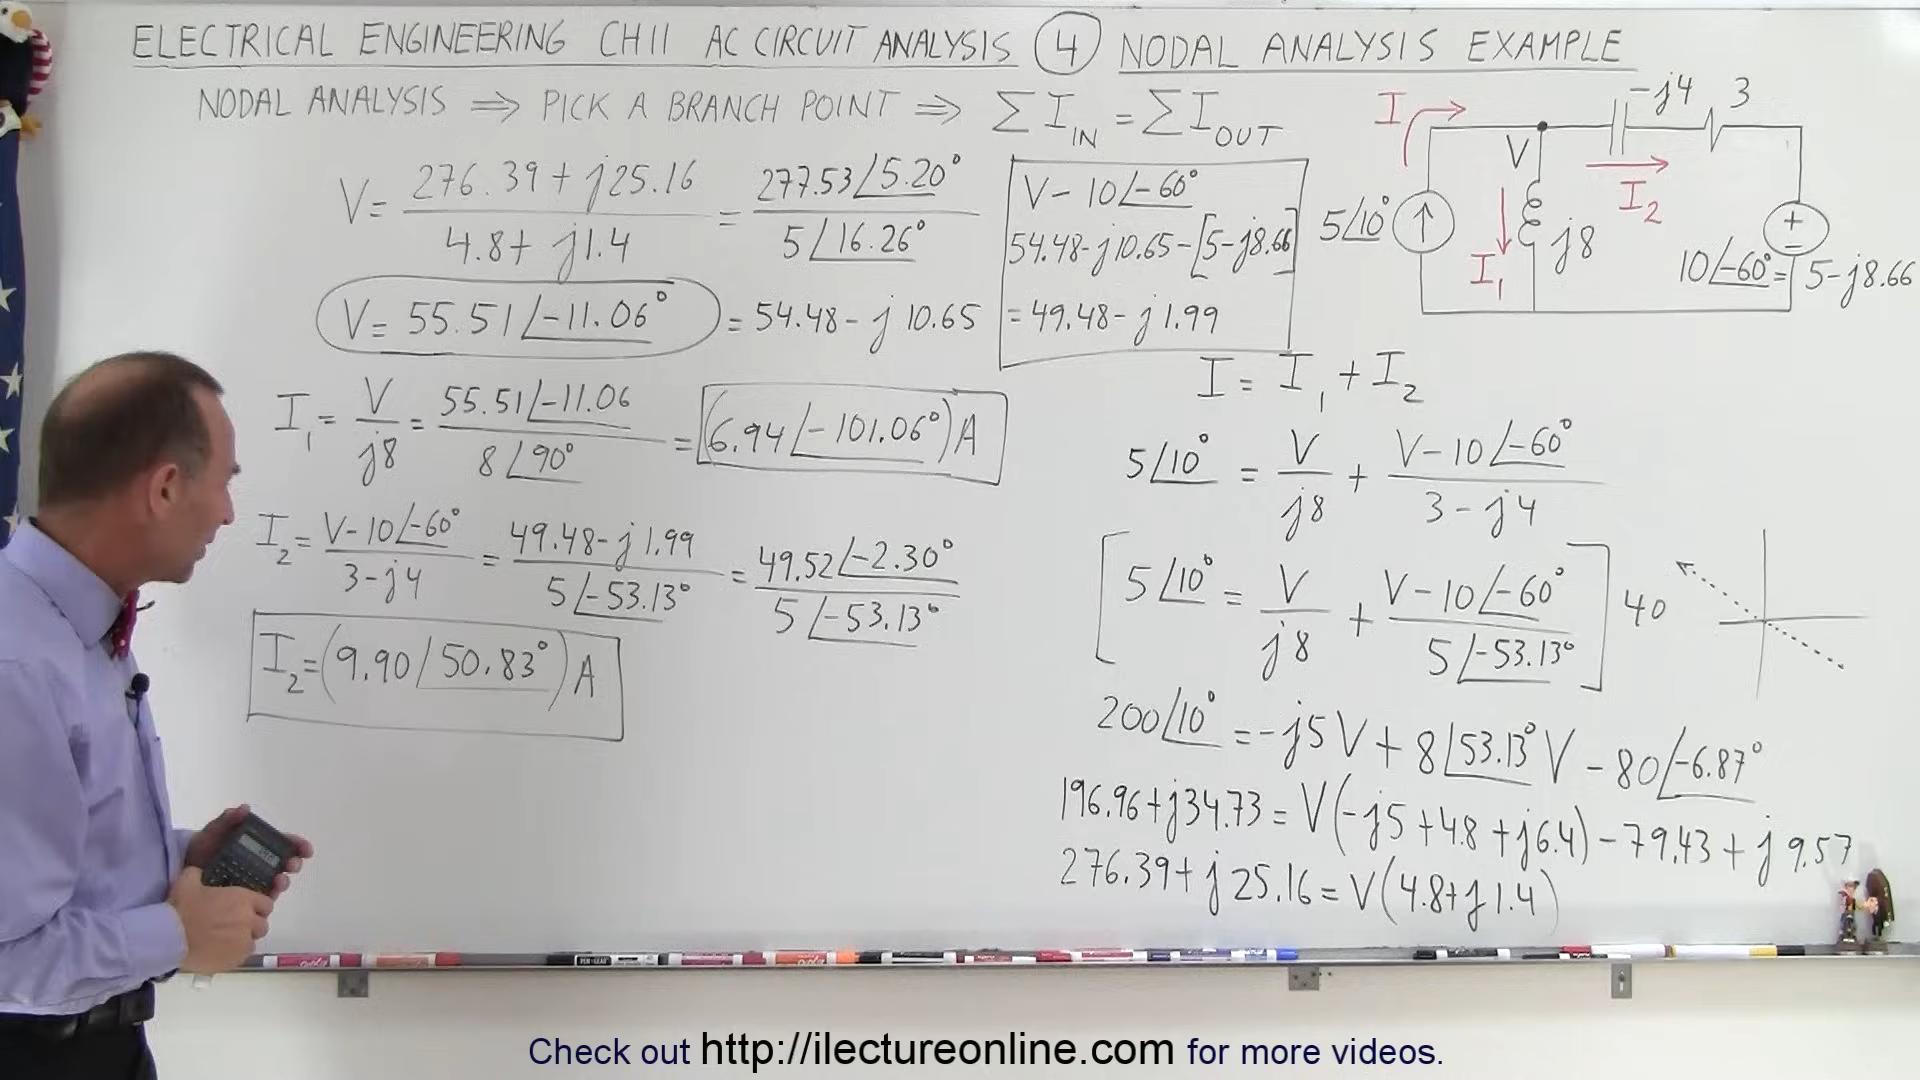 ELECTRICAL ENGINEERING CH 11 AC CIRCUIT ANALYSIS 4 NODAL ANALYSIS EXAMPLE
NODAL ANALYSIS ⇒ PICK A BRANCH POINT ⇒ ∑I_IN = ∑I_OUT
V = (276.39 + j25.16)/(4.8 + j1.4) = 277.53∠5.20°/5∠16.26°
V = 55.51∠-11.06° = 54.48 - j10.65
V - 10∠-60°
54.48 - j10.65 - [5 - j8.66]
= 49.48 - j1.99
I₁ = V/j8 = 55.51∠-11.06/8∠90° = (6.94∠-101.06°)A
I₂ = (V - 10∠-60°)/(3 - j4) = (49.48 - j1.99)/5∠-53.13° = 49.52∠-2.30°/5∠-53.13°
I₂ = (9.90∠50.83°)A
I
-j4
3
V
I₂
5∠10°
I₁
j8
+
−
10∠-60° = 5 - j8.66
I = I₁ + I₂
5∠10° = V/j8 + (V - 10∠-60°)/(3 - j4)
[5∠10° = V/j8 + (V - 10∠-60°)/5∠-53.13°] 40
200∠10° = -j5V + 8∠53.13° V - 80∠-6.87°
196.96 + j34.73 = V(-j5 + 4.8 + j6.4) - 79.43 + j9.57
276.39 + j25.16 = V(4.8 + j1.4)
Check out http://ilectureonline.com for more videos.